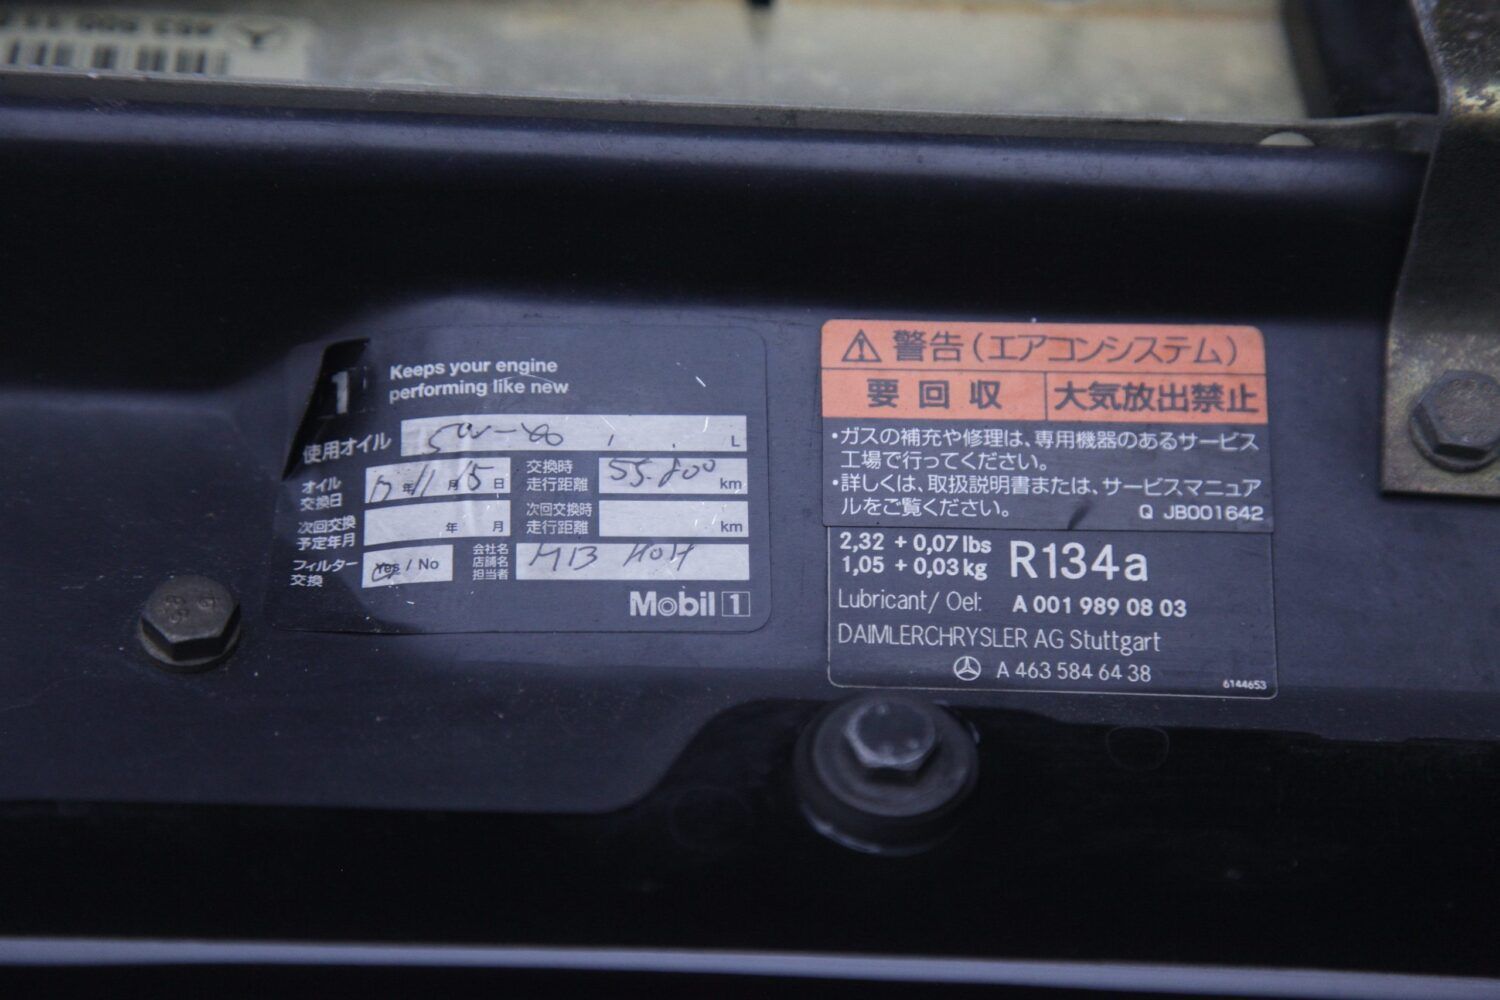 1
Keeps your engine
performing like new
使用オイル 5W-40 L
オイル交換日 年 11 月 15 日
交換時走行距離 55.800 km
次回交換予定年月 年 月
次回交換時走行距離 km
フィルター交換 Yes / No
会社名
店舗名
担当者
Mobil 1
警告(エアコンシステム)
要回収 大気放出禁止
・ガスの補充や修理は、専用機器のあるサービス
工場で行ってください。
・詳しくは、取扱説明書または、サービスマニュア
ルをご覧ください。
Q JB001642
2,32 + 0,07 lbs
1,05 + 0,03 kg R134a
Lubricant/ Oel: A 001 989 08 03
DAIMLERCHRYSLER AG Stuttgart
A 463 584 64 38
6144653